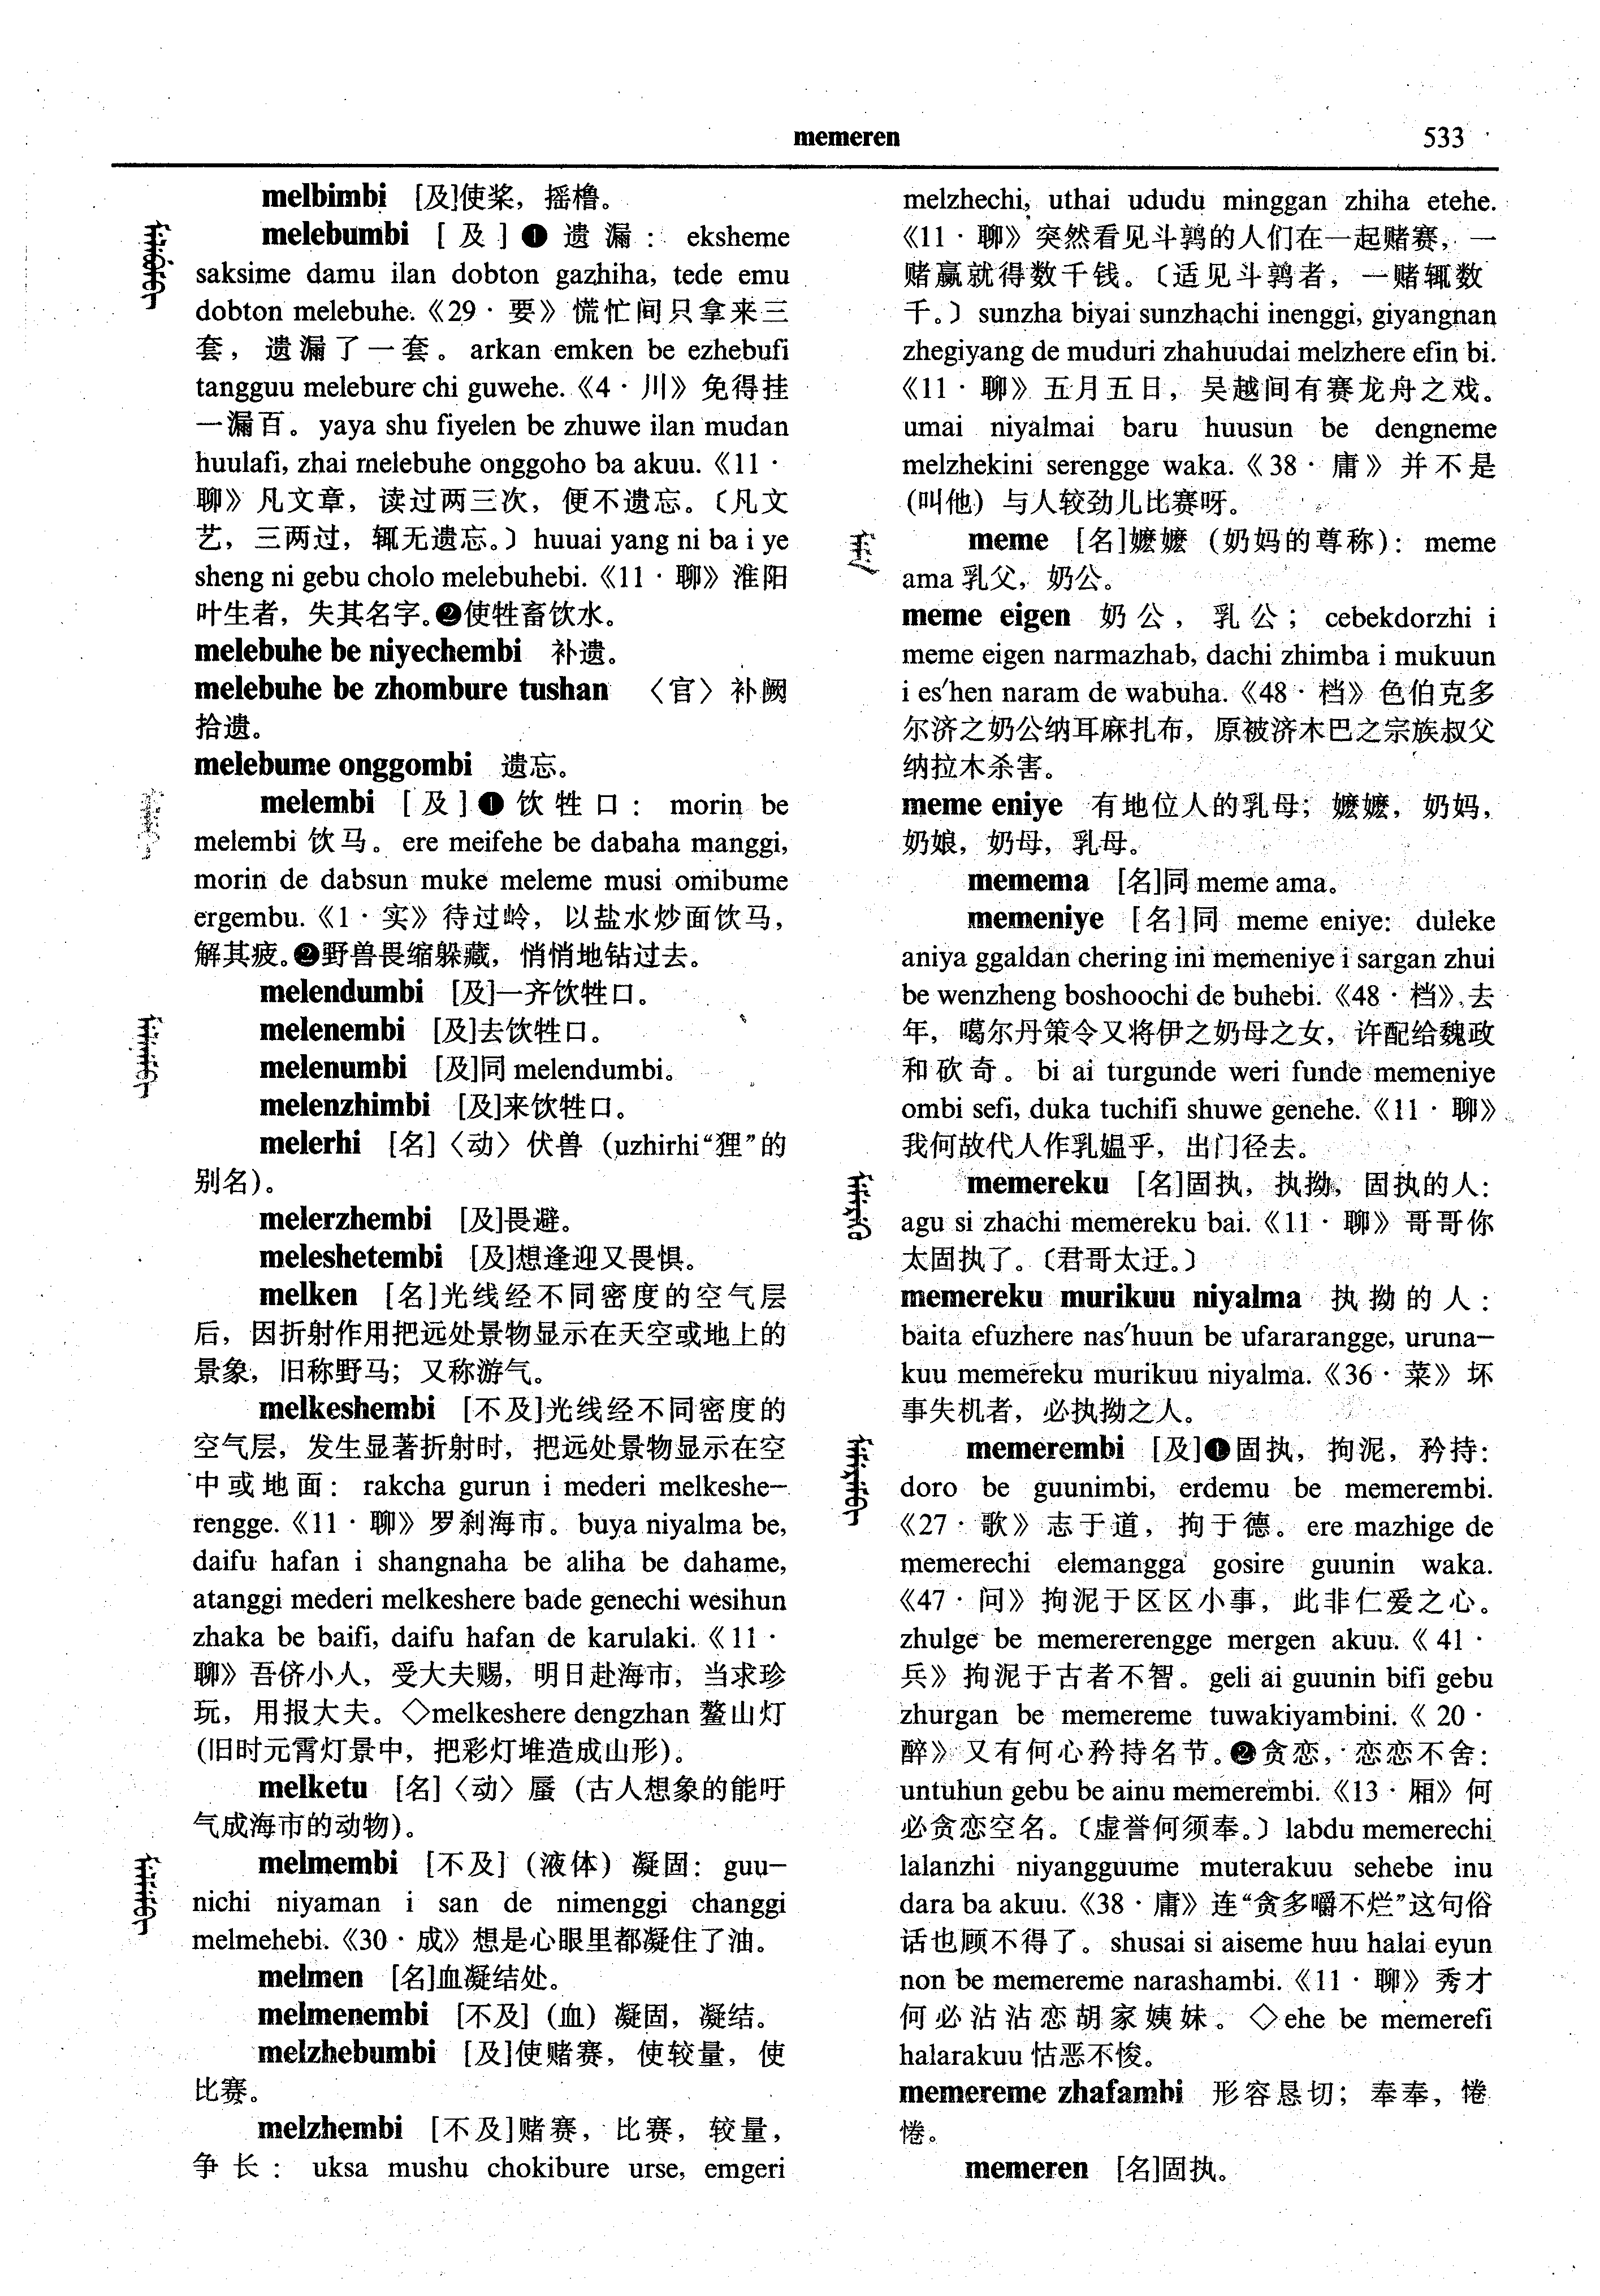 memeren
533
melbimbi [及]使桨，摇橹。
melebumbi [及]❶遗漏： eksheme
saksime damu ilan dobton gazhiha, tede emu
dobton melebuhe.《29·要》慌忙间只拿来三
套，遗漏了一套。arkan emken be ezhebufi
tangguu melebure chi guwehe.《4·川》免得挂
一漏百。yaya shu fiyelen be zhuwe ilan mudan
huulafi, zhai melebuhe onggoho ba akuu.《11·
聊》凡文章，读过两三次，便不遗忘。〔凡文
艺，三两过，辄无遗忘。〕huuai yang ni ba i ye
sheng ni gebu cholo melebuhebi.《11·聊》淮阳
叶生者，失其名字。❷使牲畜饮水。
melebuhe be niyechembi 补遗。
melebuhe be zhombure tushan 〈官〉补阙
拾遗。
melebume onggombi 遗忘。
melembi [及]❶饮牲口： morin be
melembi 饮马。ere meifehe be dabaha manggi,
morin de dabsun muke meleme musi omibume
ergembu.《1·实》待过岭，以盐水炒面饮马，
解其疲。❷野兽畏缩躲藏，悄悄地钻过去。
melendumbi [及]一齐饮牲口。
melenembi [及]去饮牲口。
melenumbi [及]同 melendumbi。
melenzhimbi [及]来饮牲口。
melerhi [名]〈动〉伏兽（uzhirhi“狸”的
别名）。
melerzhembi [及]畏避。
meleshetembi [及]想逢迎又畏惧。
melken [名]光线经不同密度的空气层
后，因折射作用把远处景物显示在天空或地上的
景象，旧称野马；又称游气。
melkeshembi [不及]光线经不同密度的
空气层，发生显著折射时，把远处景物显示在空
中或地面： rakcha gurun i mederi melkeshe-
rengge.《11·聊》罗刹海市。buya niyalma be,
daifu hafan i shangnaha be aliha be dahame,
atanggi mederi melkeshere bade genechi wesihun
zhaka be baifi, daifu hafan de karulaki.《11·
聊》吾侪小人，受大夫赐，明日赴海市，当求珍
玩，用报大夫。◇melkeshere dengzhan 鳌山灯
（旧时元霄灯景中，把彩灯堆造成山形）。
melketu [名]〈动〉蜃（古人想象的能吁
气成海市的动物）。
melmembi [不及]（液体）凝固： guu-
nichi niyaman i san de nimenggi changgi
melmehebi.《30·成》想是心眼里都凝住了油。
melmen [名]血凝结处。
melmenembi [不及]（血）凝固，凝结。
melzhebumbi [及]使赌赛，使较量，使
比赛。
melzhembi [不及]赌赛，比赛，较量，
争长： uksa mushu chokibure urse, emgeri
melzhechi, uthai ududu minggan zhiha etehe.
《11·聊》突然看见斗鹑的人们在一起赌赛，一
赌赢就得数千钱。〔适见斗鹑者，一赌辄数
千。〕sunzha biyai sunzhachi inenggi, giyangnan
zhegiyang de muduri zhahuudai melzhere efin bi.
《11·聊》五月五日，吴越间有赛龙舟之戏。
umai niyalmai baru huusun be dengneme
melzhekini serengge waka.《38·庸》并不是
（叫他）与人较劲儿比赛呀。
meme [名]嬷嬷（奶妈的尊称）： meme
ama 乳父，奶公。
meme eigen 奶公，乳公； cebekdorzhi i
meme eigen narmazhab, dachi zhimba i mukuun
i es'hen naram de wabuha.《48·档》色伯克多
尔济之奶公纳耳麻扎布，原被济木巴之宗族叔父
纳拉木杀害。
meme eniye 有地位人的乳母；嬷嬷，奶妈，
奶娘，奶母，乳母。
memema [名]同 meme ama。
memeniye [名]同 meme eniye: duleke
aniya ggaldan chering ini memeniye i sargan zhui
be wenzheng boshoochi de buhebi.《48·档》去
年，噶尔丹策令又将伊之奶母之女，许配给魏政
和砍奇。bi ai turgunde weri funde memeniye
ombi sefi, duka tuchifi shuwe genehe.《11·聊》
我何故代人作乳媪乎，出门径去。
memereku [名]固执，执拗，固执的人：
agu si zhachi memereku bai.《11·聊》哥哥你
太固执了。〔君哥太迂。〕
memereku murikuu niyalma 执拗的人：
baita efuzhere nas'huun be ufararangge, uruna-
kuu memereku murikuu niyalma.《36·菜》坏
事失机者，必执拗之人。
memerembi [及]❶固执，拘泥，矜持：
doro be guunimbi, erdemu be memerembi.
《27·歌》志于道，拘于德。ere mazhige de
memerechi elemangga gosire guunin waka.
《47·问》拘泥于区区小事，此非仁爱之心。
zhulge be memererengge mergen akuu.《41·
兵》拘泥于古者不智。geli ai guunin bifi gebu
zhurgan be memereme tuwakiyambini.《20·
醉》又有何心矜持名节。❷贪恋，恋恋不舍：
untuhun gebu be ainu memerembi.《13·厢》何
必贪恋空名。〔虚誉何须奉。〕labdu memerechi
lalanzhi niyangguume muterakuu sehebe inu
dara ba akuu.《38·庸》连“贪多嚼不烂”这句俗
话也顾不得了。shusai si aiseme huu halai eyun
non be memereme narashambi.《11·聊》秀才
何必沾沾恋胡家姨妹。◇ehe be memerefi
halarakuu 怙恶不悛。
memereme zhafambi 形容恳切；奉奉，惓
惓。
memeren [名]固执。